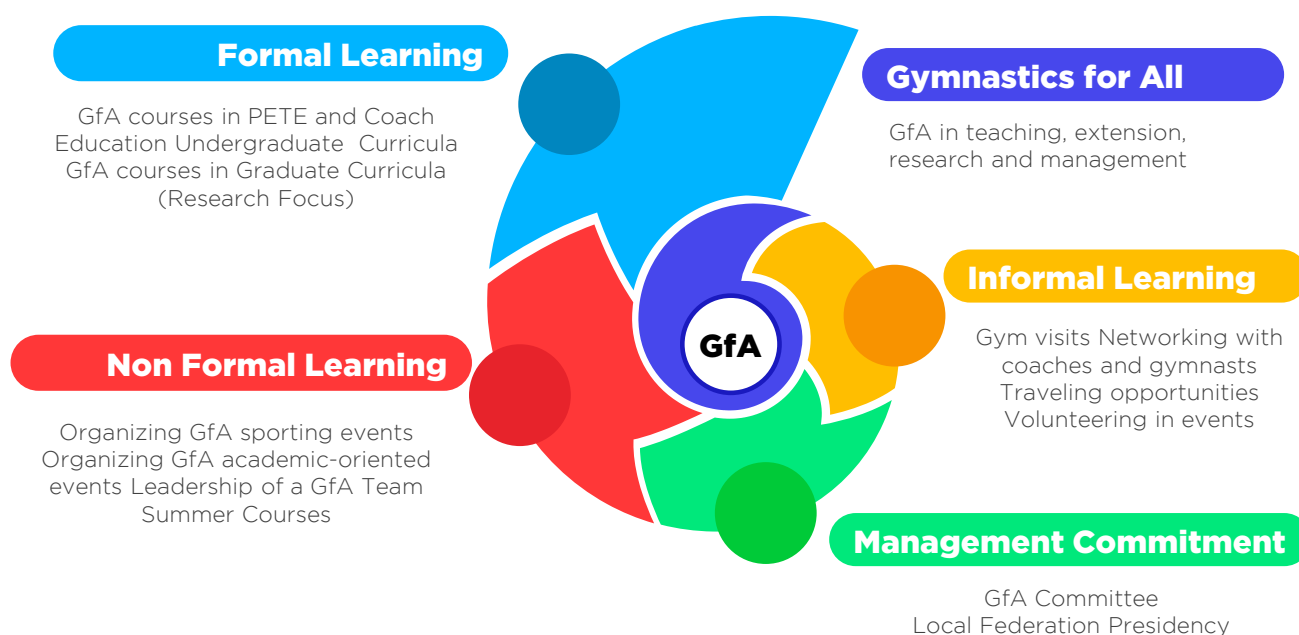 Formal Learning
GfA courses in PETE and Coach
Education Undergraduate Curricula
GfA courses in Graduate Curricula
(Research Focus)
Gymnastics for All
GfA in teaching, extension,
research and management
Informal Learning
Gym visits Networking with
coaches and gymnasts
Traveling opportunities
Volunteering in events
GfA
Non Formal Learning
Organizing GfA sporting events
Organizing GfA academic-oriented
events Leadership of a GfA Team
Summer Courses
Management Commitment
GfA Committee
Local Federation Presidency